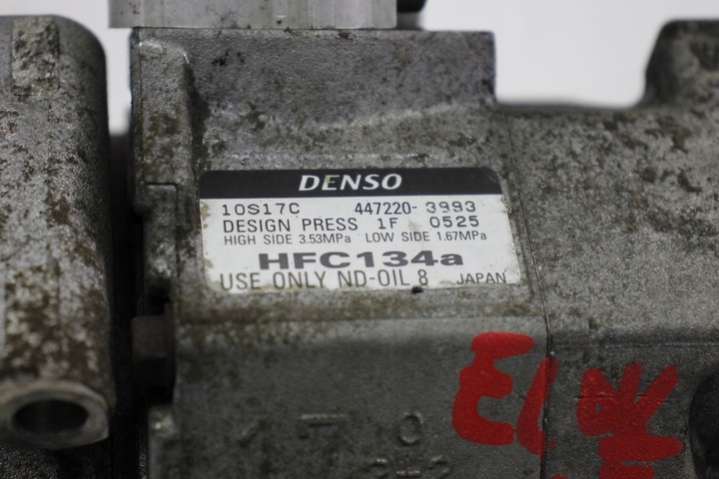 DENSO
10S17C 447220-3993
DESIGN PRESS 1F 0525
HIGH SIDE 3.53MPa LOW SIDE 1.67MPa
HFC134a
USE ONLY ND-OIL 8 JAPAN